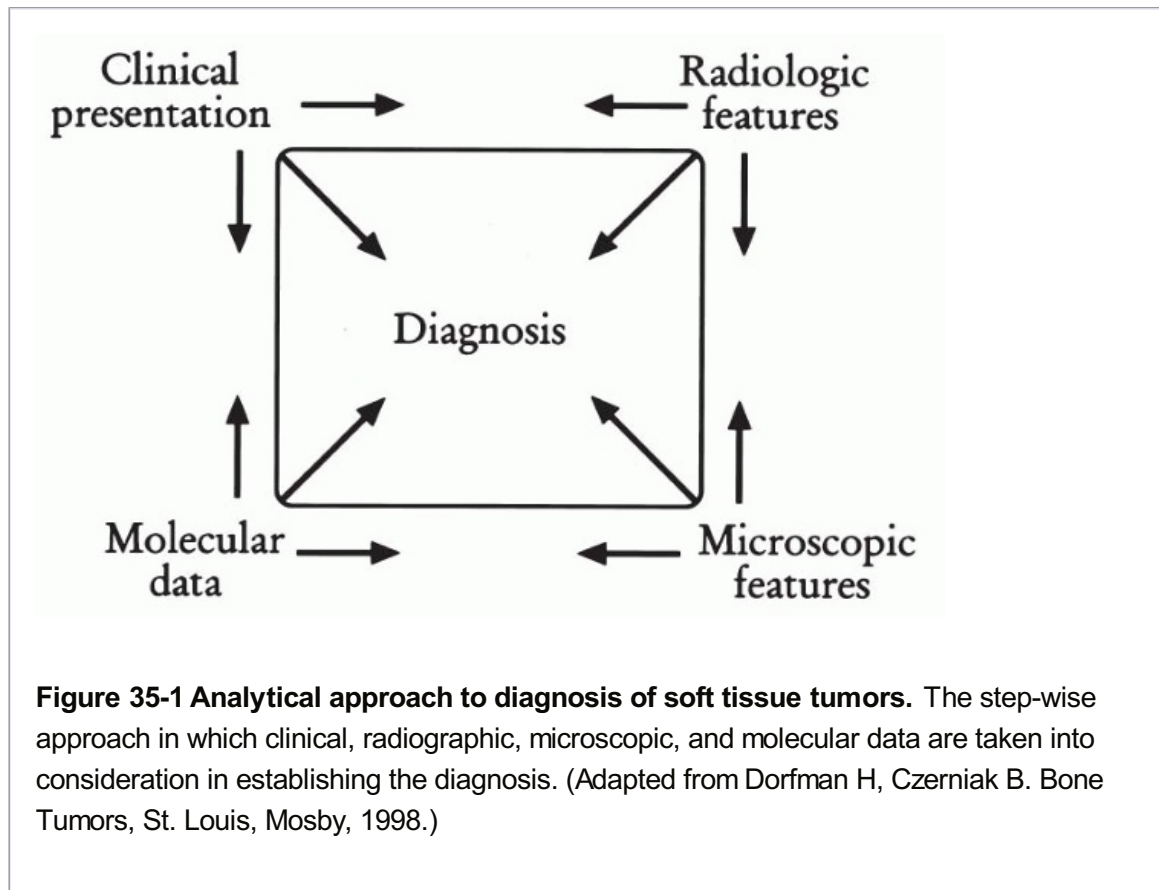 Clinical
presentation
Radiologic
features
Diagnosis
Molecular
data
Microscopic
features
Figure 35-1 Analytical approach to diagnosis of soft tissue tumors. The step-wise
approach in which clinical, radiographic, microscopic, and molecular data are taken into
consideration in establishing the diagnosis. (Adapted from Dorfman H, Czerniak B. Bone
Tumors, St. Louis, Mosby, 1998.)